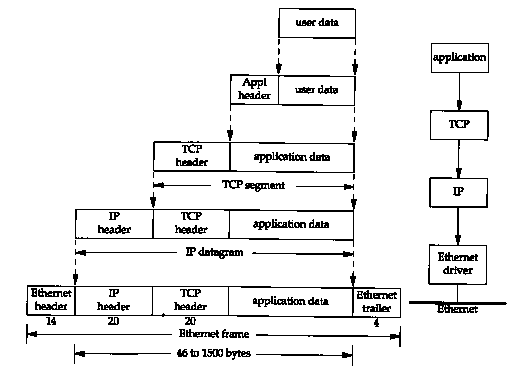 user data
Appl
header
user data
TCP
header
application data
TCP segment
IP
header
TCP
header
application data
IP datagram
Ethernet
header
IP
header
TCP
header
application data
Ethernet
trailer
14
20
20
4
Ethernet frame
46 to 1500 bytes
application
TCP
IP
Ethernet
driver
Ethernet